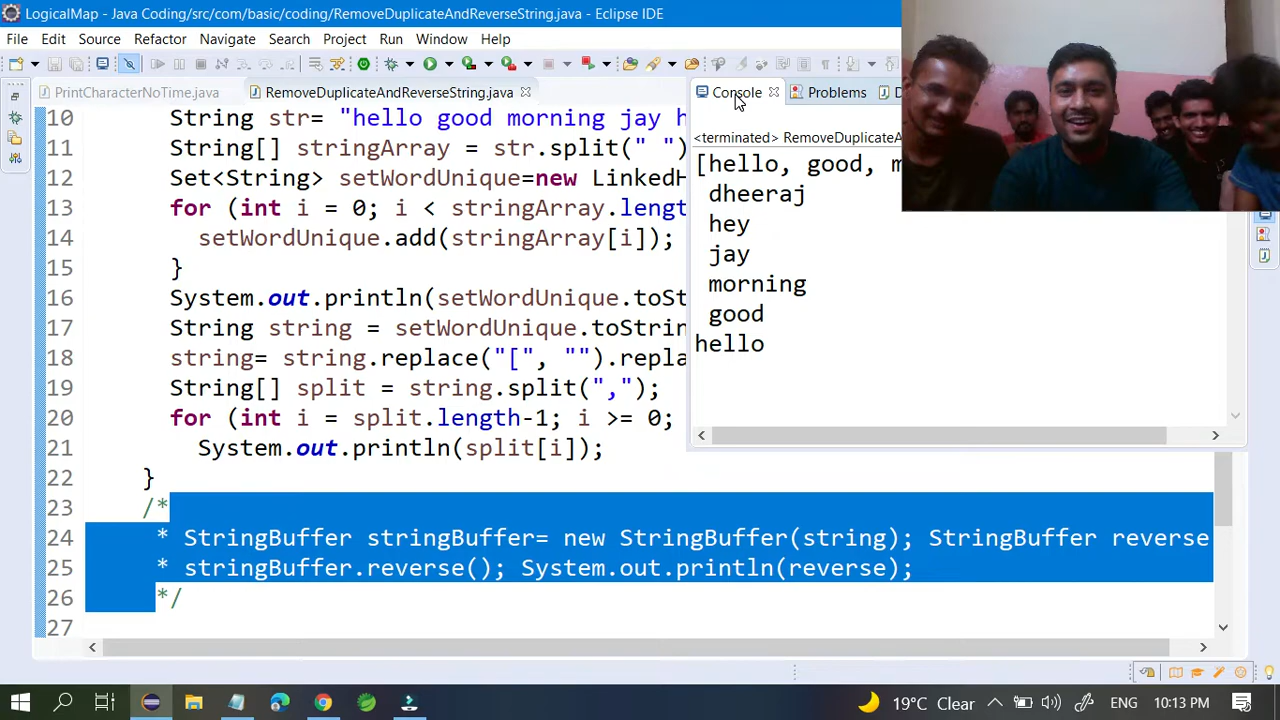 LogicalMap - Java Coding/src/com/basic/coding/RemoveDuplicateAndReverseString.java - Eclipse IDE
File Edit Source Refactor Navigate Search Project Run Window Help
PrintCharacterNoTime.java RemoveDuplicateAndReverseString.java
10 String str= "hello good morning jay h
11 String[] stringArray = str.split(" ")
12 Set<String> setWordUnique=new LinkedH
13 for (int i = 0; i < stringArray.lengt
14 setWordUnique.add(stringArray[i]);
15 }
16 System.out.println(setWordUnique.toSt
17 String string = setWordUnique.toStrin
18 string= string.replace("[", "").repla
19 String[] split = string.split(",");
20 for (int i = split.length-1; i >= 0;
21 System.out.println(split[i]);
22 }
23 /*
24 * StringBuffer stringBuffer= new StringBuffer(string); StringBuffer reverse
25 * stringBuffer.reverse(); System.out.println(reverse);
26 */
27
Console Problems
<terminated> RemoveDuplicateA
[hello, good, m
dheeraj
hey
jay
morning
good
hello
19°C Clear ENG 10:13 PM